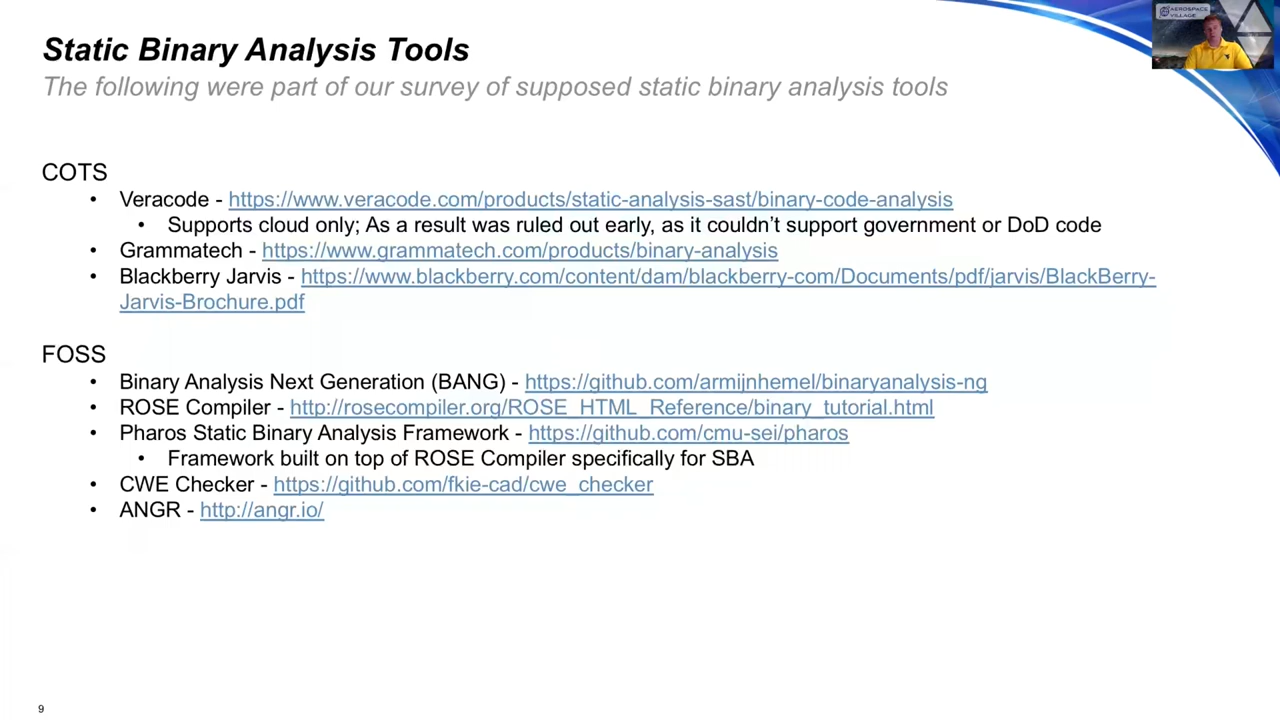 Static Binary Analysis Tools
The following were part of our survey of supposed static binary analysis tools
AEROSPACE
VILLAGE
COTS
• Veracode - https://www.veracode.com/products/static-analysis-sast/binary-code-analysis
• Supports cloud only; As a result was ruled out early, as it couldn’t support government or DoD code
• Grammatech - https://www.grammatech.com/products/binary-analysis
• Blackberry Jarvis - https://www.blackberry.com/content/dam/blackberry-com/Documents/pdf/jarvis/BlackBerry-
Jarvis-Brochure.pdf
FOSS
• Binary Analysis Next Generation (BANG) - https://github.com/armijnhemel/binaryanalysis-ng
• ROSE Compiler - http://rosecompiler.org/ROSE_HTML_Reference/binary_tutorial.html
• Pharos Static Binary Analysis Framework - https://github.com/cmu-sei/pharos
• Framework built on top of ROSE Compiler specifically for SBA
• CWE Checker - https://github.com/fkie-cad/cwe_checker
• ANGR - http://angr.io/
9